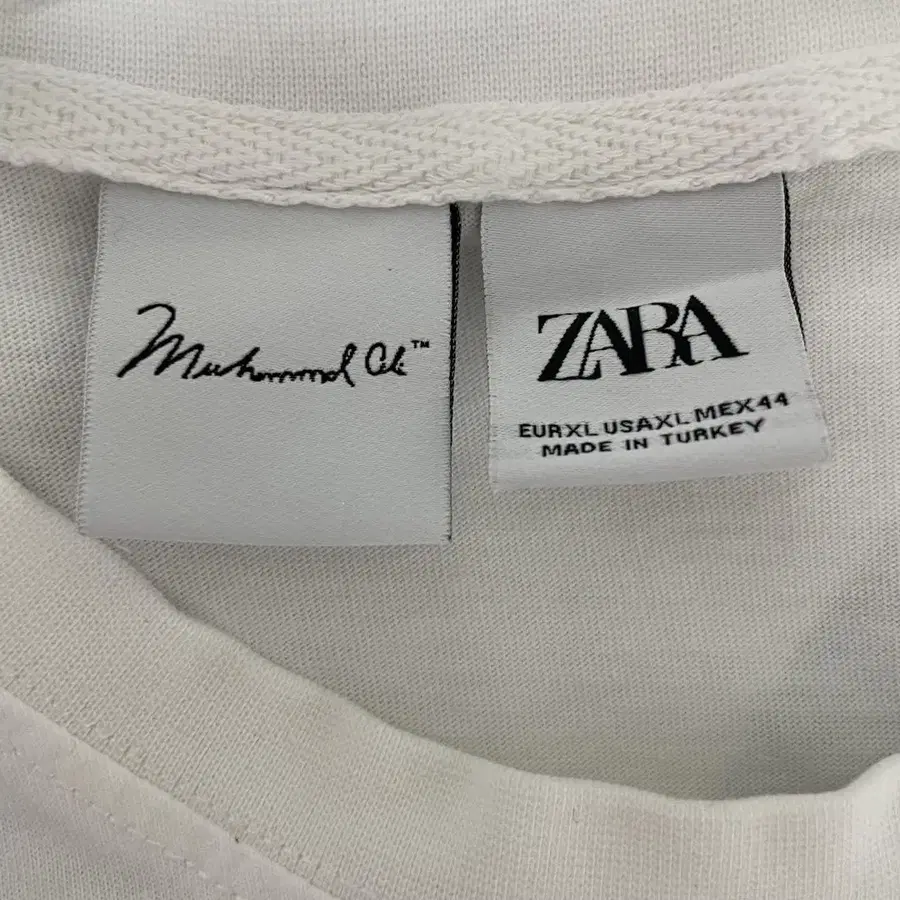 Muhammad Ali™
ZARA
EUR XL USA XL MEX 44
MADE IN TURKEY